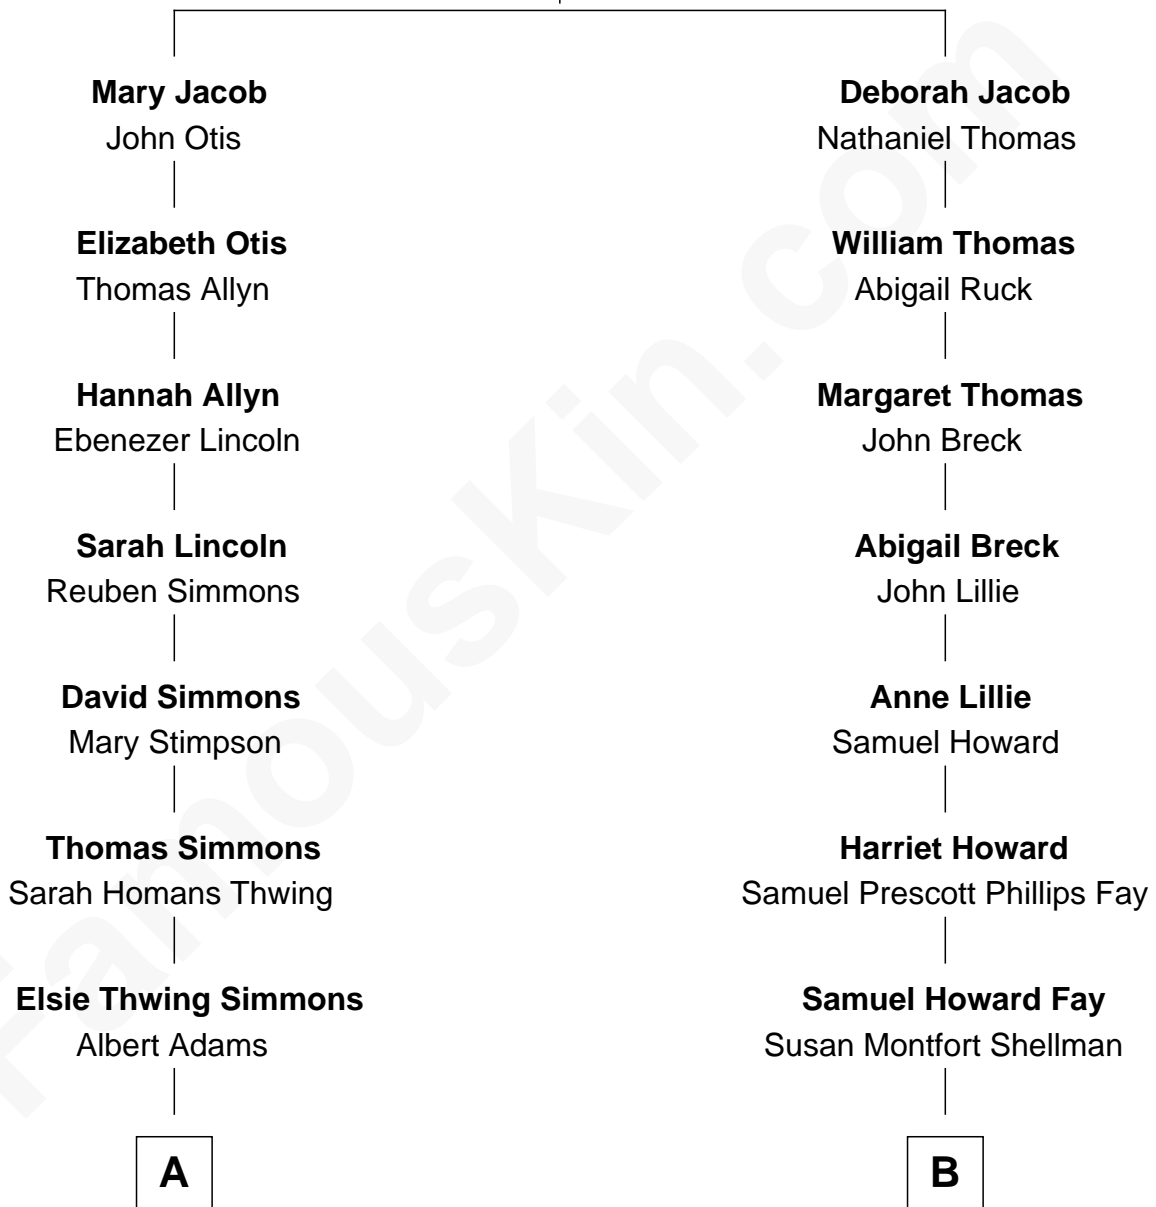 Mary Jacob
John Otis
Elizabeth Otis
Thomas Allyn
Hannah Allyn
Ebenezer Lincoln
Sarah Lincoln
Reuben Simmons
David Simmons
Mary Stimpson
Thomas Simmons
Sarah Homans Thwing
Elsie Thwing Simmons
Albert Adams
A
Deborah Jacob
Nathaniel Thomas
William Thomas
Abigail Ruck
Margaret Thomas
John Breck
Abigail Breck
John Lillie
Anne Lillie
Samuel Howard
Harriet Howard
Samuel Prescott Phillips Fay
Samuel Howard Fay
Susan Montfort Shellman
B
FamousKin.com